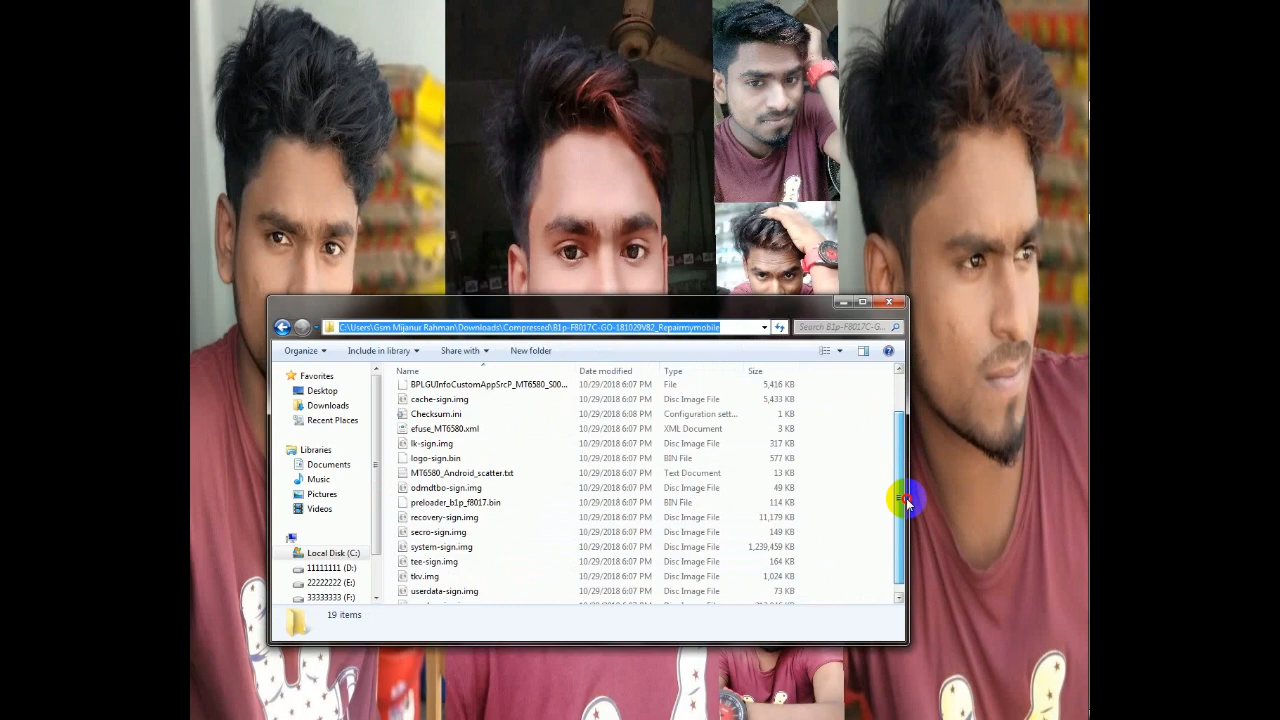 C:\Users\Gsm Mijanur Rahman\Downloads\Compressed\B1p-F8017C-GO-181029V82_Repairmymobile
Search B1p-F8017C-G...
Organize Include in library Share with New folder
Name Date modified Type Size
Favorites
Desktop
Downloads
Recent Places
Libraries
Documents
Music
Pictures
Videos
Local Disk (C:)
11111111 (D:)
22222222 (E:)
33333333 (F:)
BPLGUInfoCustomAppSrcP_MT6580_S00... 10/29/2018 6:07 PM File 5,416 KB
cache-sign.img 10/29/2018 6:07 PM Disc Image File 5,433 KB
Checksum.ini 10/29/2018 6:08 PM Configuration sett... 1 KB
efuse_MT6580.xml 10/29/2018 6:07 PM XML Document 3 KB
lk-sign.img 10/29/2018 6:07 PM Disc Image File 317 KB
logo-sign.bin 10/29/2018 6:07 PM BIN File 577 KB
MT6580_Android_scatter.txt 10/29/2018 6:07 PM Text Document 13 KB
odmdtbo-sign.img 10/29/2018 6:07 PM Disc Image File 49 KB
preloader_b1p_f8017.bin 10/29/2018 6:07 PM BIN File 114 KB
recovery-sign.img 10/29/2018 6:07 PM Disc Image File 11,179 KB
secro-sign.img 10/29/2018 6:07 PM Disc Image File 149 KB
system-sign.img 10/29/2018 6:07 PM Disc Image File 1,239,459 KB
tee-sign.img 10/29/2018 6:07 PM Disc Image File 164 KB
tkv.img 10/29/2018 6:07 PM Disc Image File 1,024 KB
userdata-sign.img 10/29/2018 6:07 PM Disc Image File 73 KB
19 items